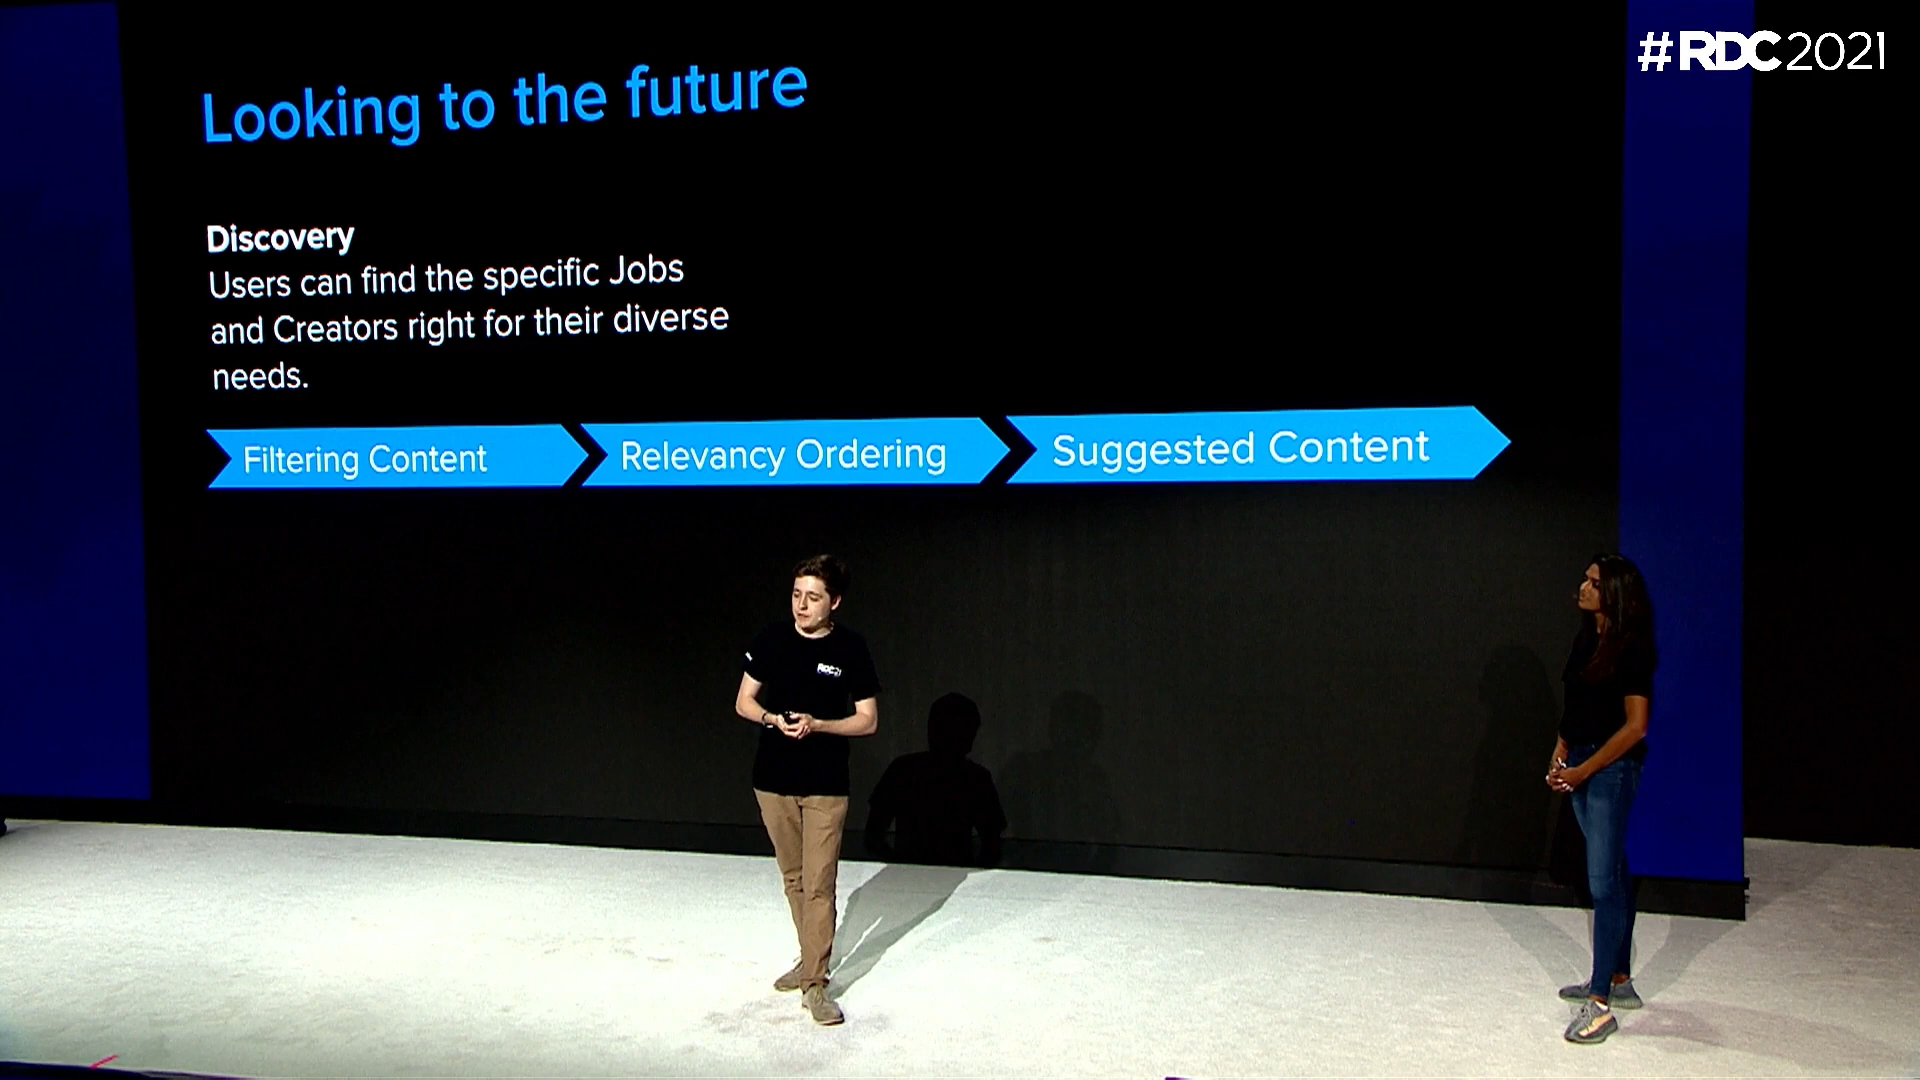 #RDC2021
Looking to the future
Discovery
Users can find the specific Jobs
and Creators right for their diverse
needs.
Filtering Content
Relevancy Ordering
Suggested Content
RDC21